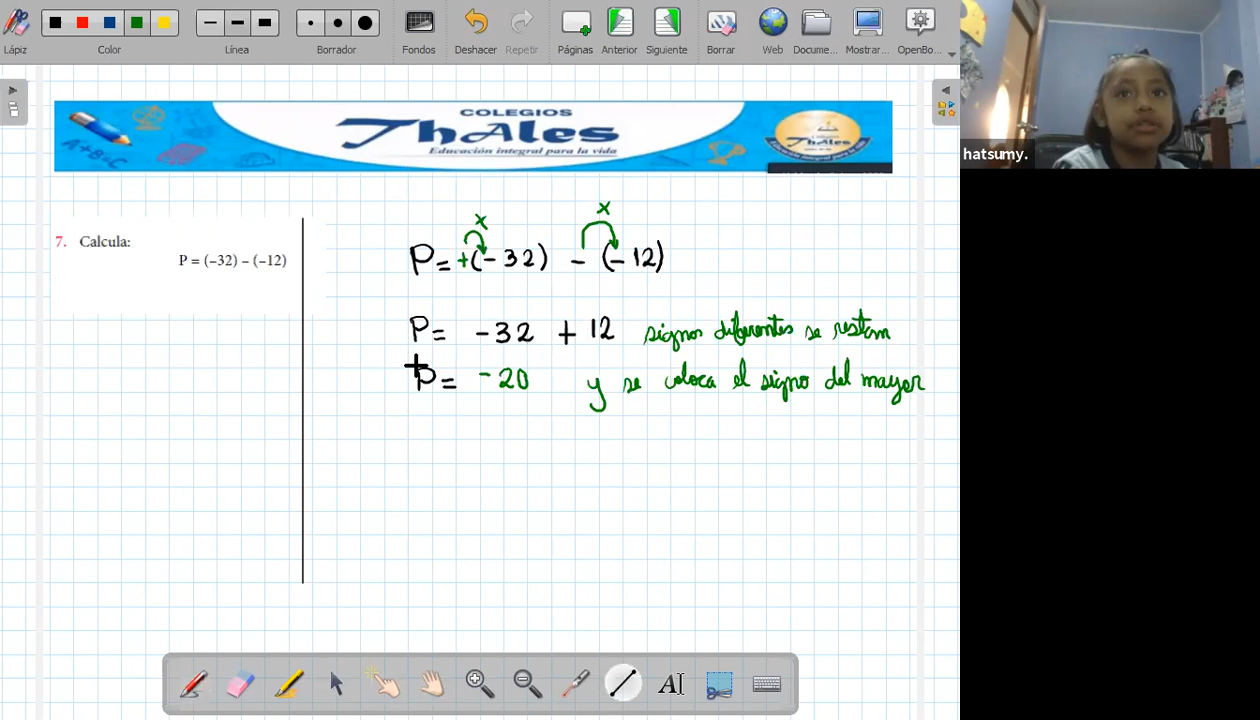 Lápiz
Color
Línea
Borrador
Fondos
Deshacer
Repetir
Páginas
Anterior
Siguiente
Borrar
Web
Docume...
Mostrar...
OpenBo...
COLEGIOS
Thales
Educación integral para la vida
A+B=C
Thales
hatsumy.
7. Calcula:
P = (–32) – (–12)
x x
P= +(-32) - (-12)
P= -32 + 12 signos diferentes se restan
P= -20 y se coloca el signo del mayor
AI